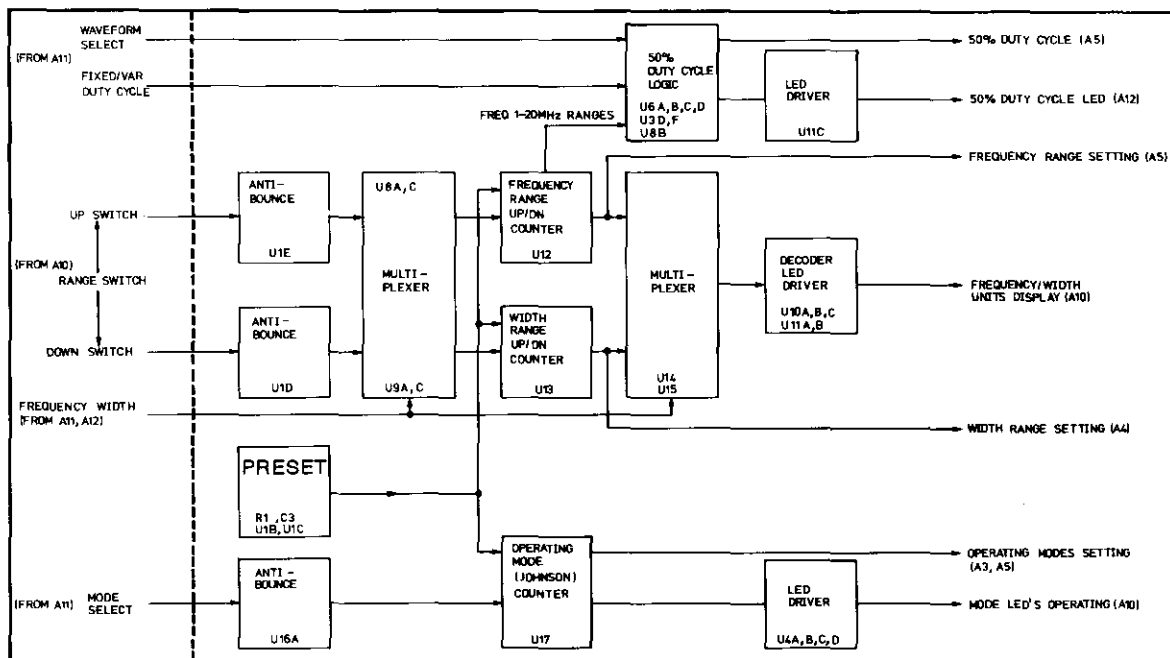 WAVEFORM
SELECT
(FROM A11)
FIXED/VAR
DUTY CYCLE
50%
DUTY CYCLE
LOGIC
U6A,B,C,D
U3D,F
U8B
LED
DRIVER
U11C
50% DUTY CYCLE (A5)
50% DUTY CYCLE LED (A12)
FREQ 1-20MHz RANGES
FREQUENCY RANGE SETTING (A5)
UP SWITCH
(FROM A10)
RANGE SWITCH
DOWN SWITCH
ANTI-
BOUNCE
U1E
ANTI-
BOUNCE
U1D
U8A,C
MULTI-
PLEXER
U9A,C
FREQUENCY
RANGE
UP/DN
COUNTER
U12
WIDTH
RANGE
UP/DN
COUNTER
U13
MULTI-
PLEXER
U14
U15
DECODER
LED
DRIVER
U10A,B,C
U11A,B
FREQUENCY/WIDTH
UNITS DISPLAY (A10)
FREQUENCY WIDTH
(FROM A11, A12)
WIDTH RANGE SETTING (A4)
PRESET
R1 ,C3
U1B,U1C
(FROM A11)
MODE
SELECT
ANTI-
BOUNCE
U16A
OPERATING
MODE
(JOHNSON)
COUNTER
U17
LED
DRIVER
U4A,B,C,D
OPERATING MODES SETTING
(A3, A5)
MODE LED'S OPERATING (A10)